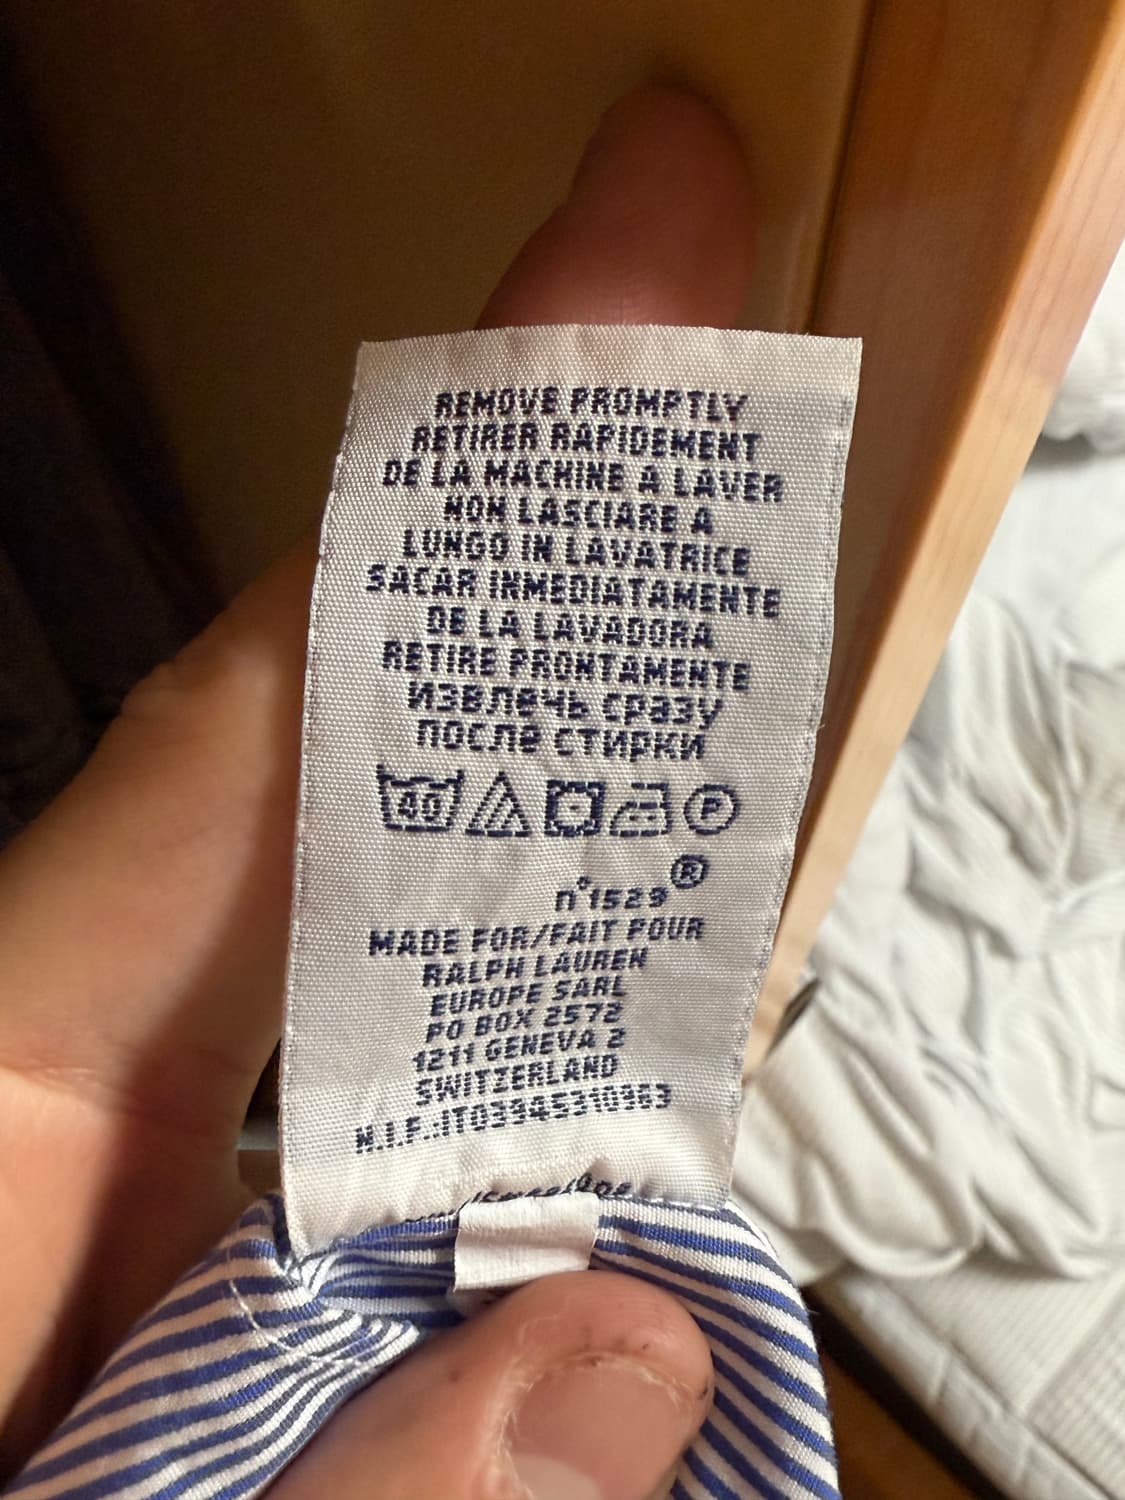 REMOVE PROMPTLY
RETIRER RAPIDEMENT
DE LA MACHINE A LAVER
NON LASCIARE A
LUNGO IN LAVATRICE
SACAR INMEDIATAMENTE
DE LA LAVADORA
RETIRE PRONTAMENTE
извлечь сразу
после стирки
40 P
®
n°1529
MADE FOR/FAIT POUR
RALPH LAUREN
EUROPE SARL
PO BOX 2572
1211 GENEVA 2
SWITZERLAND
N.I.F.:IT03945310963